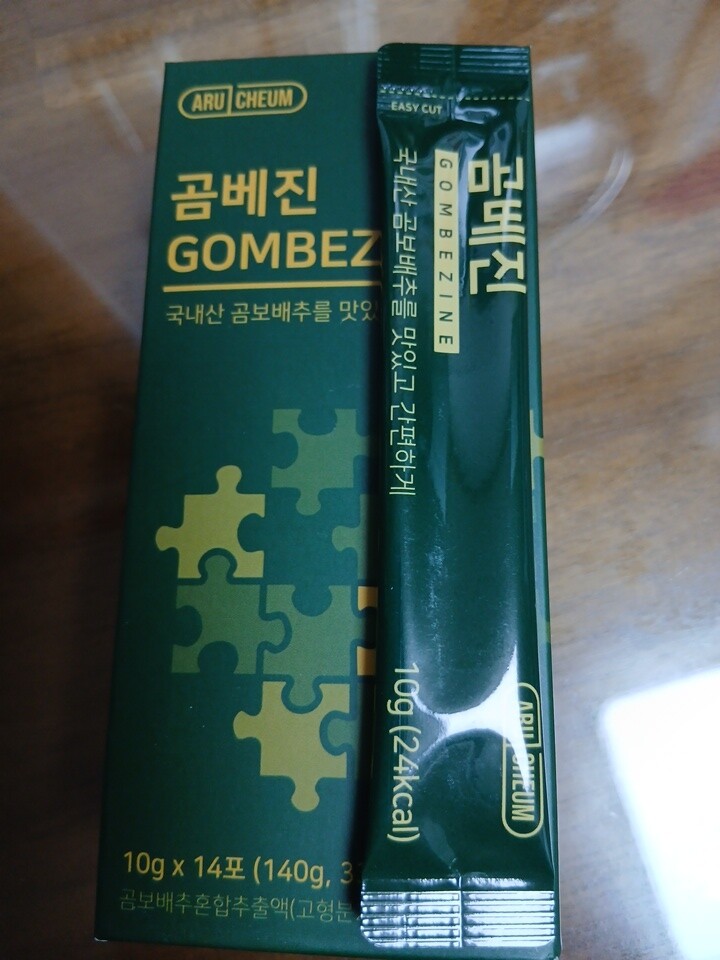 ARU CHEUM
곰베진
GOMBEZ
국내산 곰보배추를 맛있
10g x 14포 (140g, 3
곰보배추혼합추출액(고형분
EASY CUT
곰베진
GOMBEZINE
국내산 곰보배추를 맛있고 간편하게
10g (24kcal)
ARU CHEUM